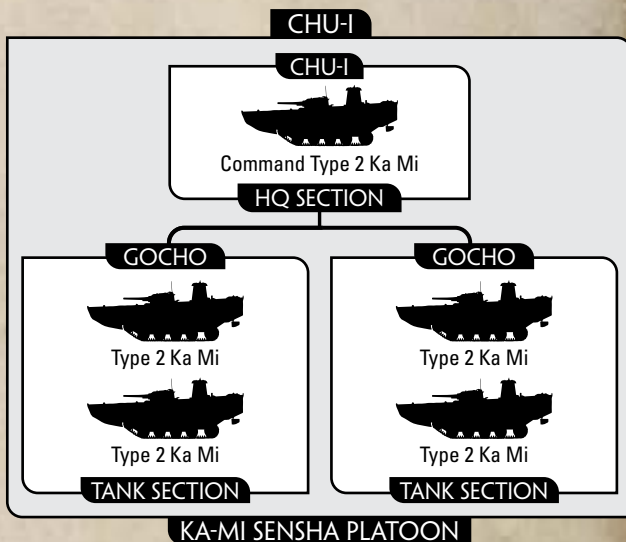 CHU-I
CHU-I
Command Type 2 Ka Mi
HQ SECTION
GOCHO
Type 2 Ka Mi
Type 2 Ka Mi
TANK SECTION
GOCHO
Type 2 Ka Mi
Type 2 Ka Mi
TANK SECTION
KA-MI SENSHA PLATOON